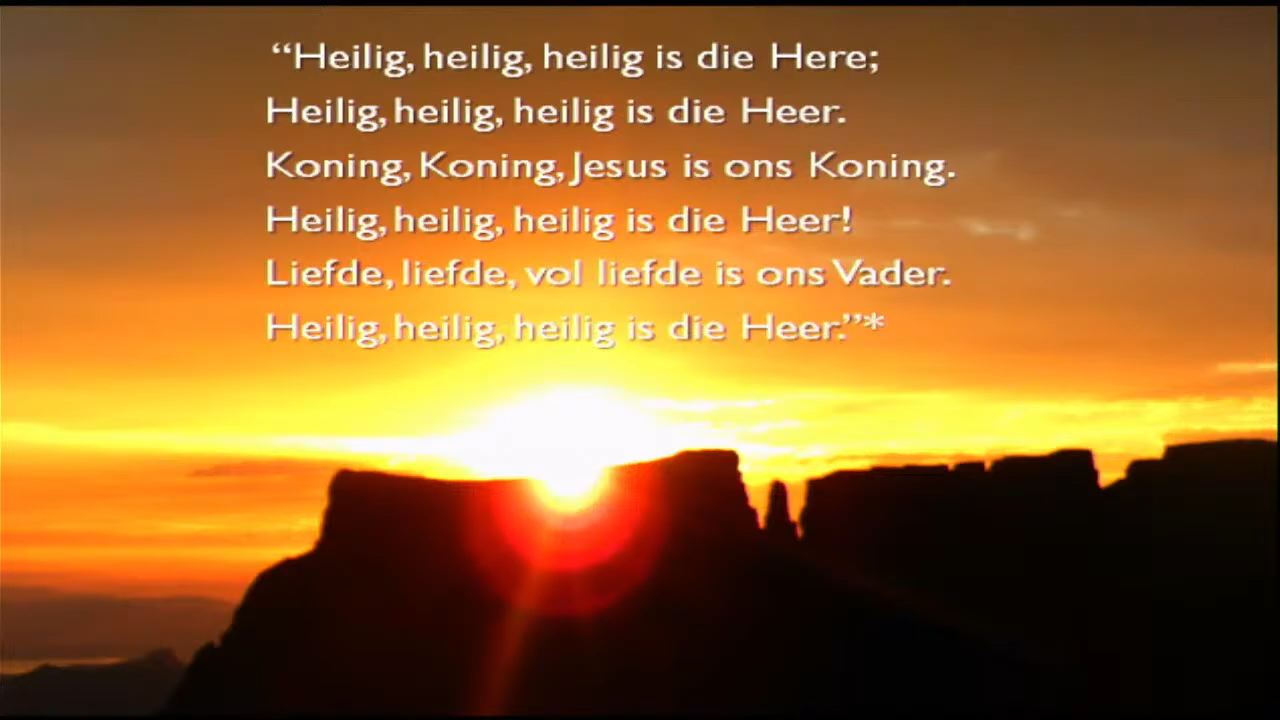 “Heilig, heilig, heilig is die Here;
Heilig, heilig, heilig is die Heer.
Koning, Koning, Jesus is ons Koning.
Heilig, heilig, heilig is die Heer!
Liefde, liefde, vol liefde is ons Vader.
Heilig, heilig, heilig is die Heer.”*